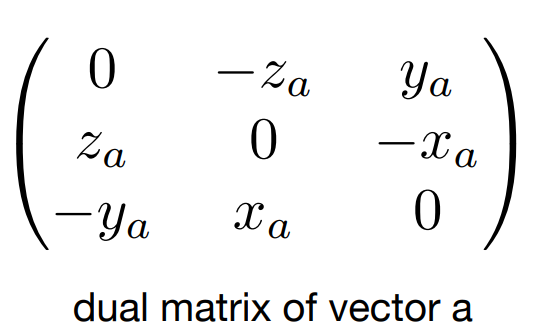 0 −z_a y_a
z_a 0 −x_a
−y_a x_a 0
dual matrix of vector a